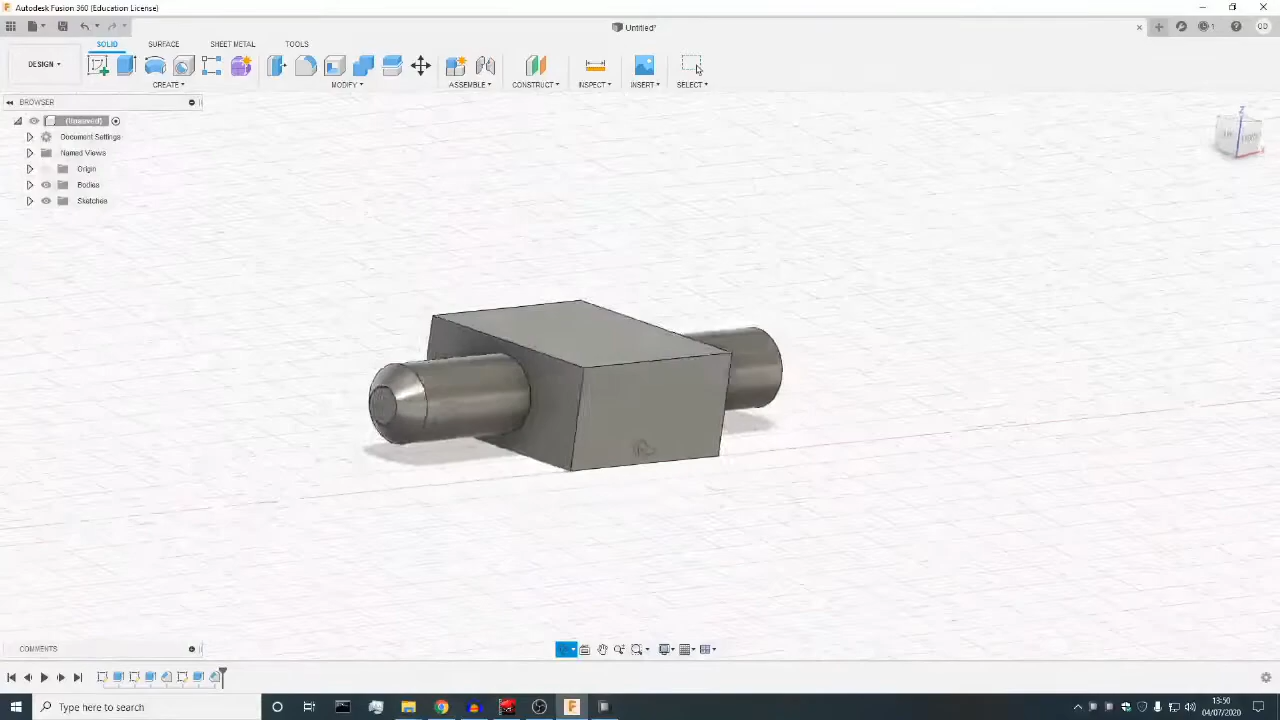 Autodesk Fusion 360 (Education License)
Untitled*
1
OD
SOLID
SURFACE
SHEET METAL
TOOLS
DESIGN
CREATE
MODIFY
ASSEMBLE
CONSTRUCT
INSPECT
INSERT
SELECT
BROWSER
(Unsaved)
Document Settings
Named Views
Origin
Bodies
Sketches
Z
COMMENTS
Type here to search
13:50
04/07/2020